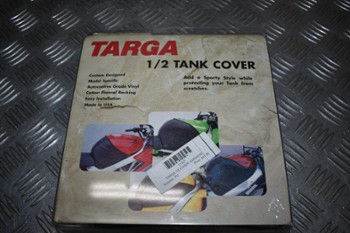 TARGA
1/2 TANK COVER
Custom Designed
Model Specific
Automotive Grade Vinyl
Cotton Flannel Backing
Easy Installation
Made in USA
Add a Sporty Style while
protecting your Tank from
scratches.